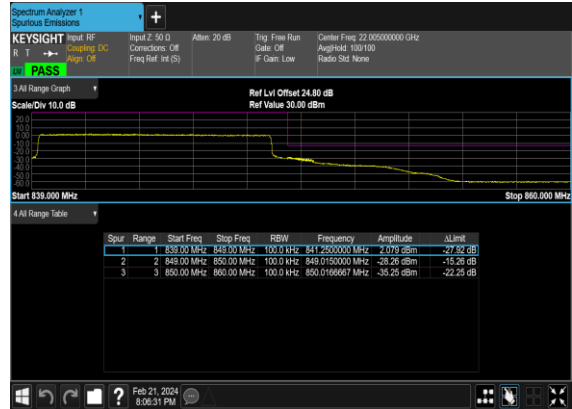 Spectrum Analyzer 1
Spurious Emissions
+
KEYSIGHT Input: RF
R T Coupling: DC
Align: Off
Input Z: 50 Ω
Corrections: Off
Freq Ref: Int (S)
Atten: 20 dB
Trig: Free Run
Gate: Off
IF Gain: Low
Center Freq: 22.005000000 GHz
Avg|Hold: 100/100
Radio Std: None
PASS
3 All Range Graph
Ref Lvl Offset 24.80 dB
Scale/Div 10.0 dB Ref Value 30.00 dBm
20.0
10.0
0.00
-10.0
-20.0
-30.0
-40.0
-50.0
-60.0
Start 839.000 MHz Stop 860.000 MHz
4 All Range Table
Spur Range Start Freq Stop Freq RBW Frequency Amplitude ΔLimit
1 1 839.00 MHz 849.00 MHz 100.0 kHz 841.2500000 MHz 2.079 dBm -27.92 dB
2 2 849.00 MHz 850.00 MHz 100.0 kHz 849.0150000 MHz -28.26 dBm -15.26 dB
3 3 850.00 MHz 860.00 MHz 100.0 kHz 850.0166667 MHz -35.25 dBm -22.25 dB
?
Feb 21, 2024
8:06:31 PM